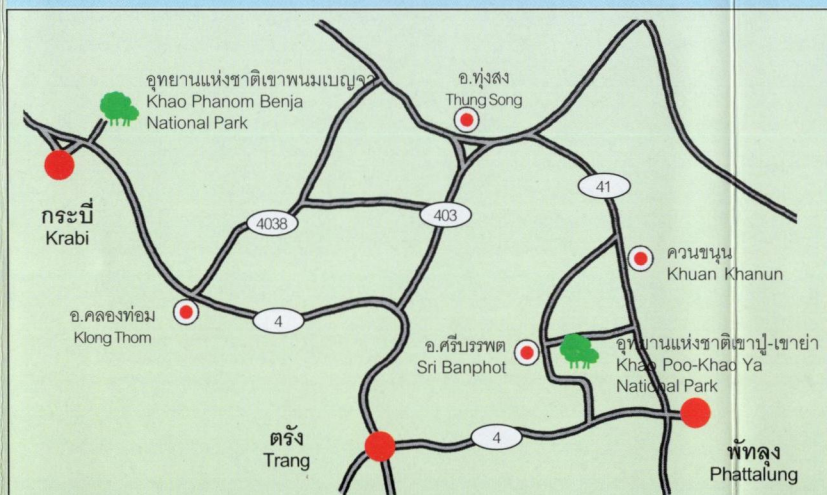 อุทยานแห่งชาติเขาพนมเบญจา
Khao Phanom Benja
National Park
อ.ทุ่งสง
Thung Song
กระบี่
Krabi
4038
403
41
ควนขนุน
Khuan Khanun
อ.คลองท่อม
Klong Thom
4
อ.ศรีบรรพต
Sri Banphot
อุทยานแห่งชาติเขาปู่-เขาย่า
Khao Poo-Khao Ya
National Park
ตรัง
Trang
4
พัทลุง
Phattalung